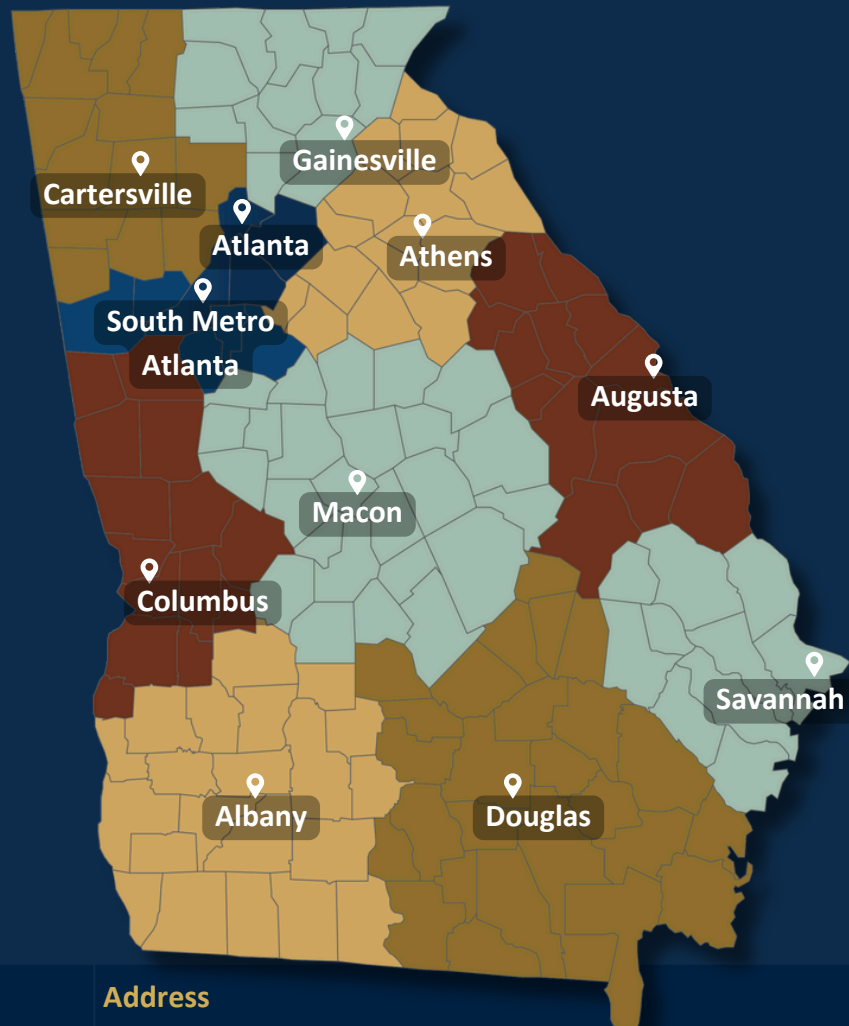 Gainesville
Cartersville
Atlanta
Athens
South Metro
Atlanta
Augusta
Macon
Columbus
Savannah
Albany
Douglas
Address